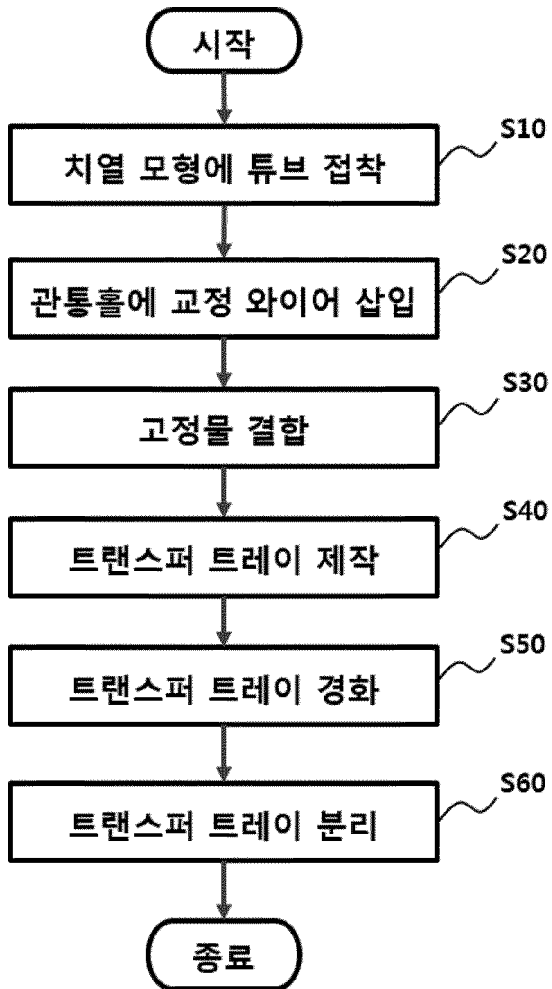 시작
S10
치열 모형에 튜브 접착
S20
관통홀에 교정 와이어 삽입
S30
고정물 결합
S40
트랜스퍼 트레이 제작
S50
트랜스퍼 트레이 경화
S60
트랜스퍼 트레이 분리
종료